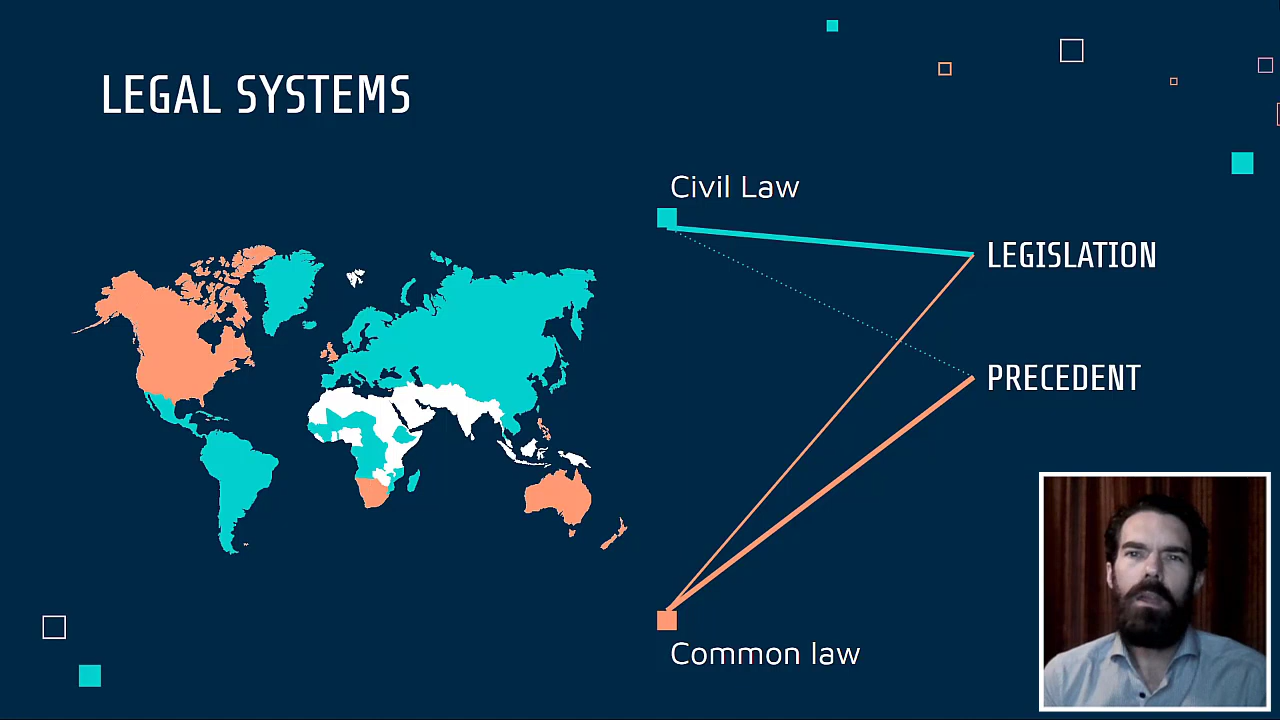 LEGAL SYSTEMS
Civil Law
LEGISLATION
PRECEDENT
Common law